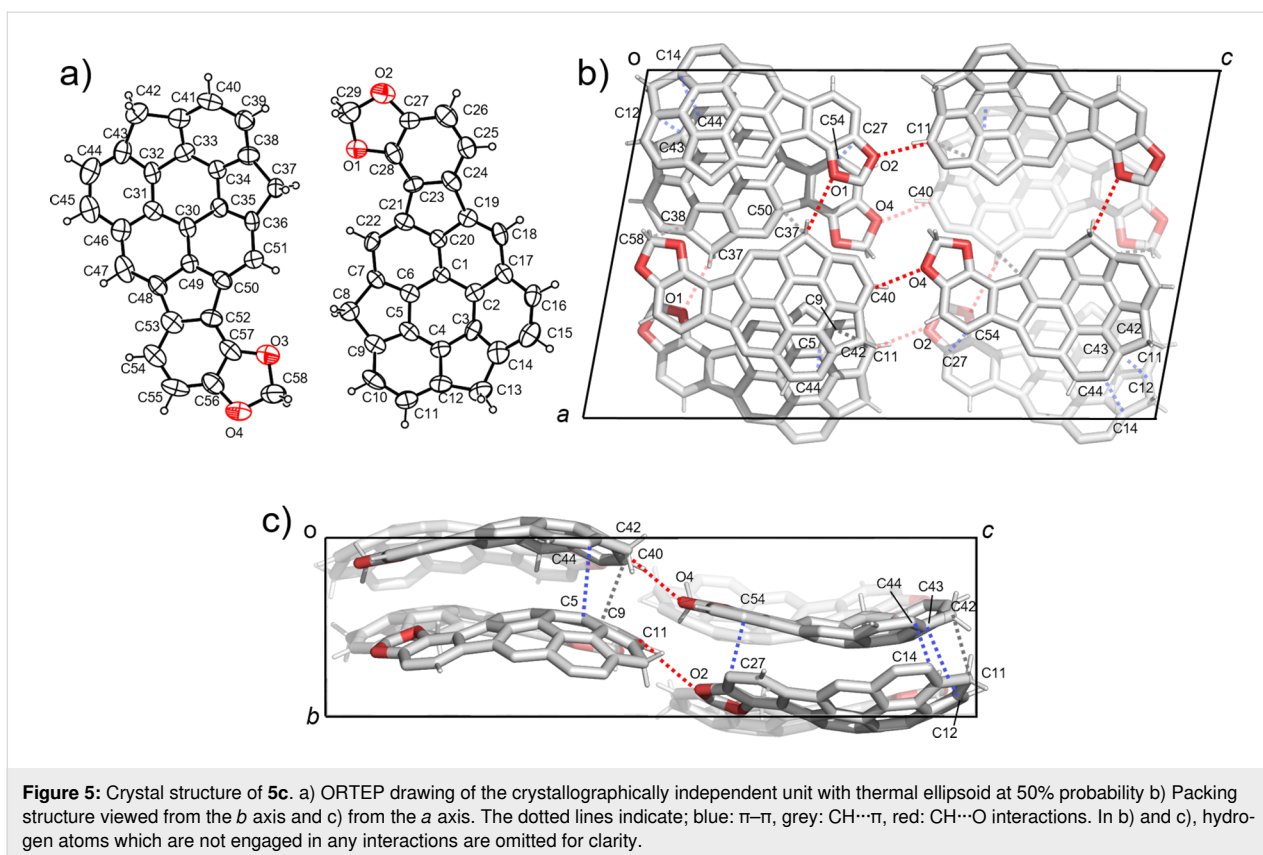 a)
O2
C29
C27
C26
C25
O1
C28
C24
C23
C21
C19
C22
C20
C18
C7
C6
C1
C17
C8
C5
C2
C16
C9
C4
C3
C15
C14
C10
C12
C13
C11
C42
C41
C40
C39
C43
C33
C38
C44
C32
C34
C37
C31
C35
C45
C30
C36
C46
C51
C47
C49
C50
C48
C53
C52
C57
O3
C54
C58
C55
C56
O4
b)
o
c
C14
C12
C44
C43
C54
C27
C11
O2
O1
C40
C50
O4
C38
C37
C58
C37
O1
C9
C40
O4
C5
C42
C11
O2
C54
C27
C42
C43
C11
C44
C12
C44
C14
a
c)
o
c
C42
C40
C44
O4
C54
C44
C43
C42
C5
C9
C11
C27
C14
C11
O2
C12
b
Figure 5: Crystal structure of 5c. a) ORTEP drawing of the crystallographically independent unit with thermal ellipsoid at 50% probability b) Packing
structure viewed from the b axis and c) from the a axis. The dotted lines indicate; blue: π–π, grey: CH···π, red: CH···O interactions. In b) and c), hydro-
gen atoms which are not engaged in any interactions are omitted for clarity.